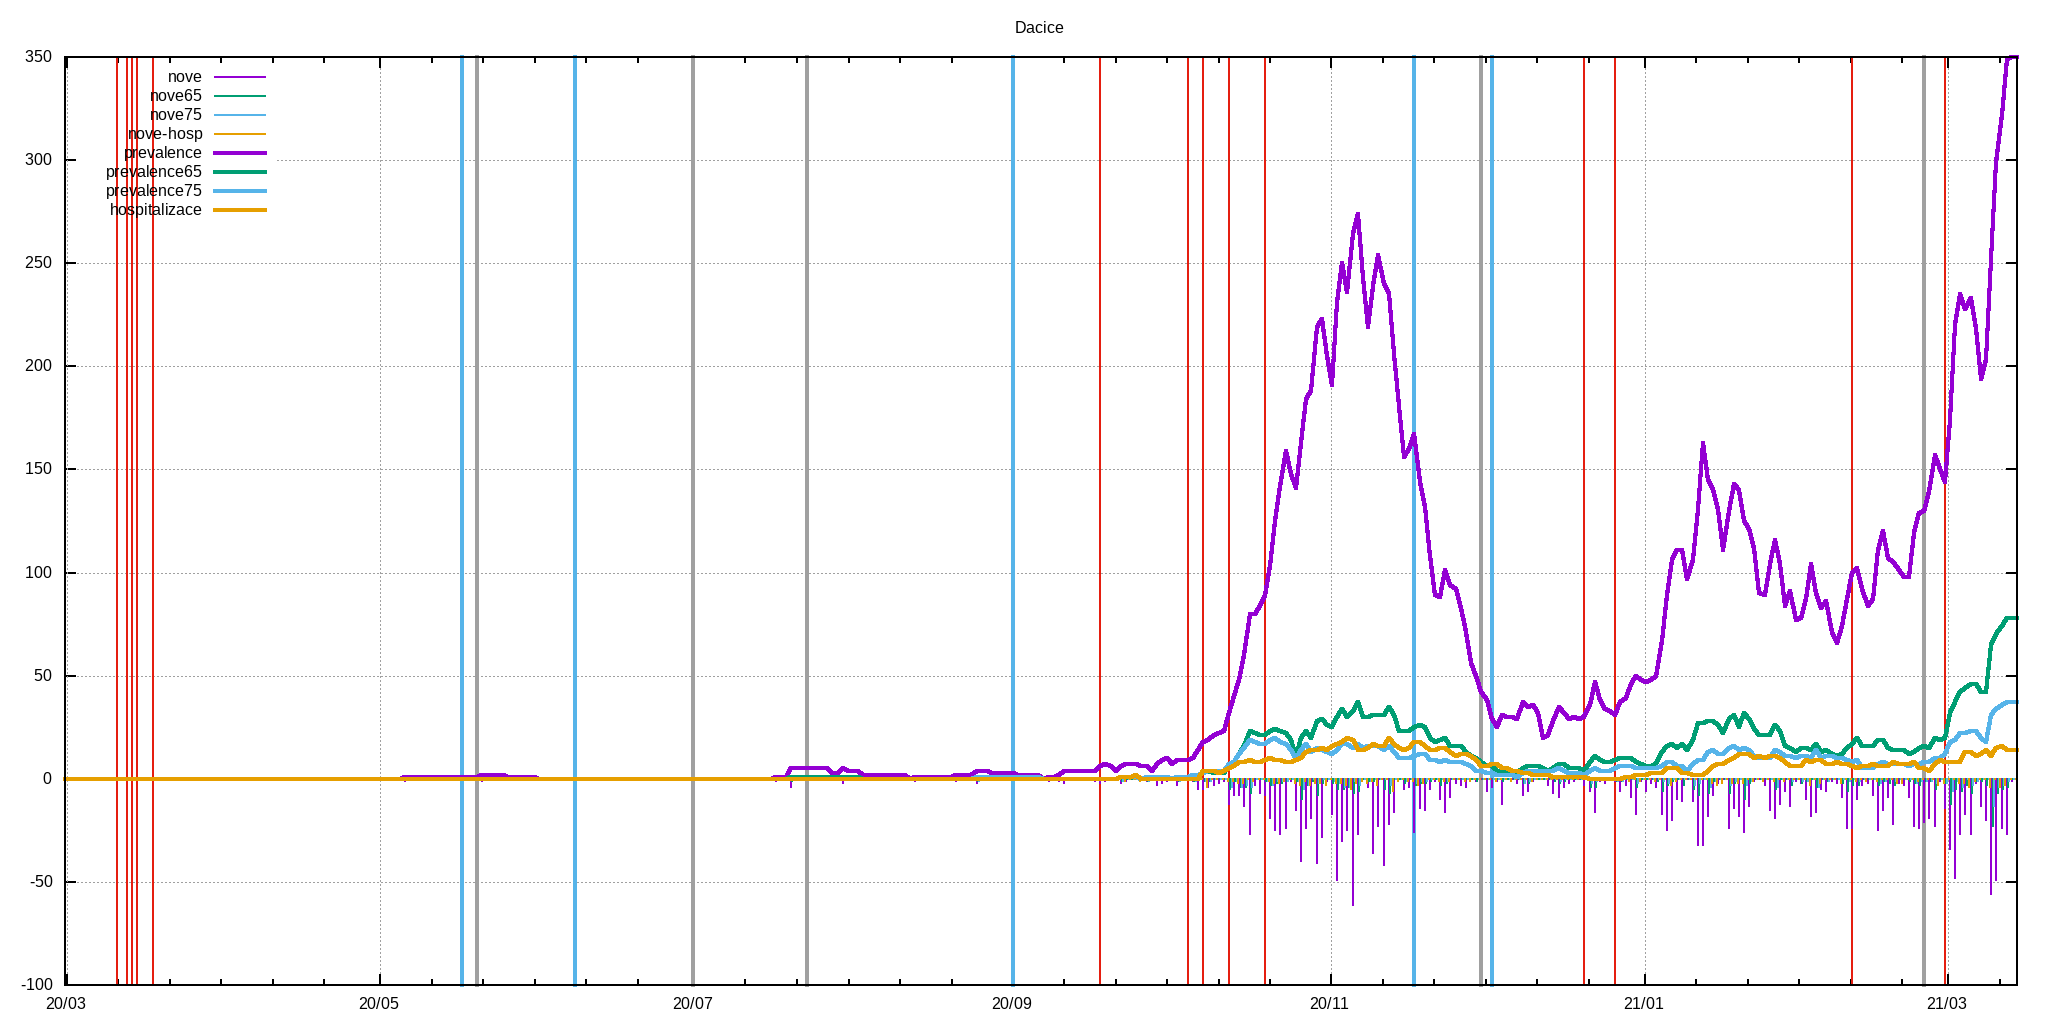 Dacice
350
nove
nove65
nove75
nove-hosp
prevalence
prevalence65
prevalence75
hospitalizace
300
250
200
150
100
50
0
-50
-100
20/03 20/05 20/07 20/09 20/11 21/01 21/03